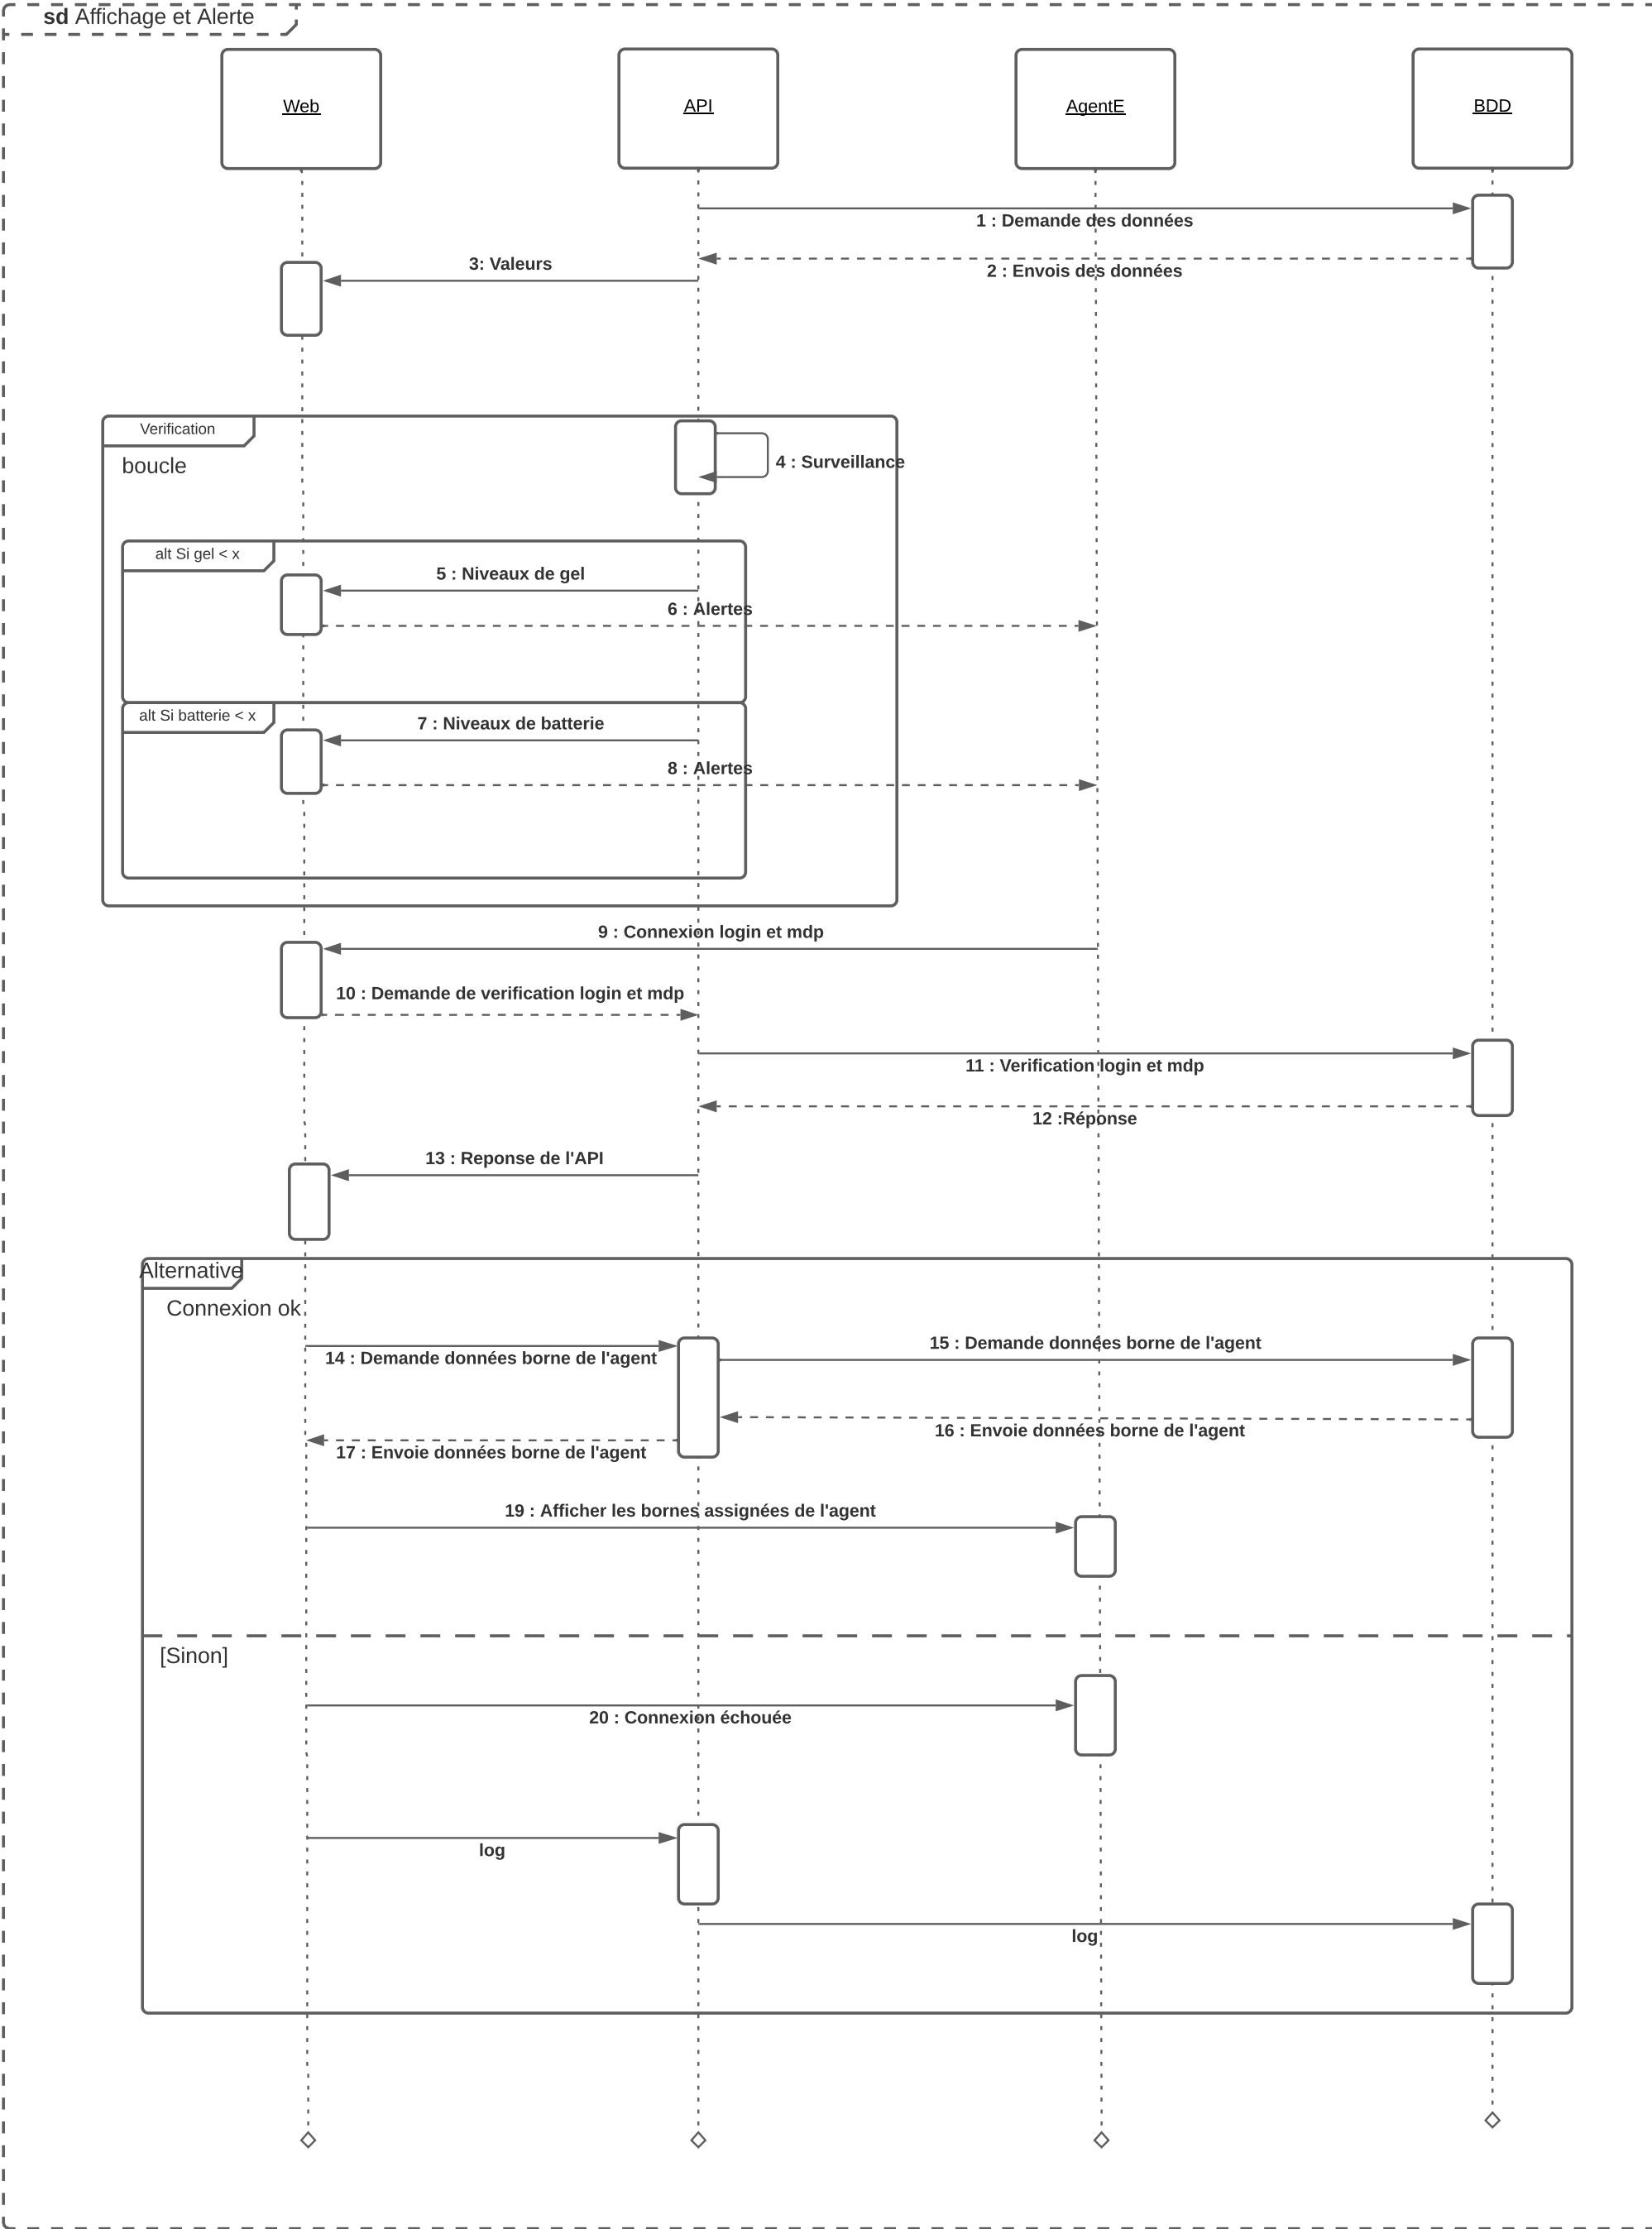 sd Affichage et Alerte
Web
API
AgentE
BDD
1 : Demande des données
3: Valeurs
2 : Envois des données
Verification
boucle
4 : Surveillance
alt Si gel < x
5 : Niveaux de gel
6 : Alertes
alt Si batterie < x
7 : Niveaux de batterie
8 : Alertes
9 : Connexion login et mdp
10 : Demande de verification login et mdp
11 : Verification login et mdp
12 :Réponse
13 : Reponse de l'API
Alternative
Connexion ok
14 : Demande données borne de l'agent
15 : Demande données borne de l'agent
16 : Envoie données borne de l'agent
17 : Envoie données borne de l'agent
19 : Afficher les bornes assignées de l'agent
[Sinon]
20 : Connexion échouée
log
log